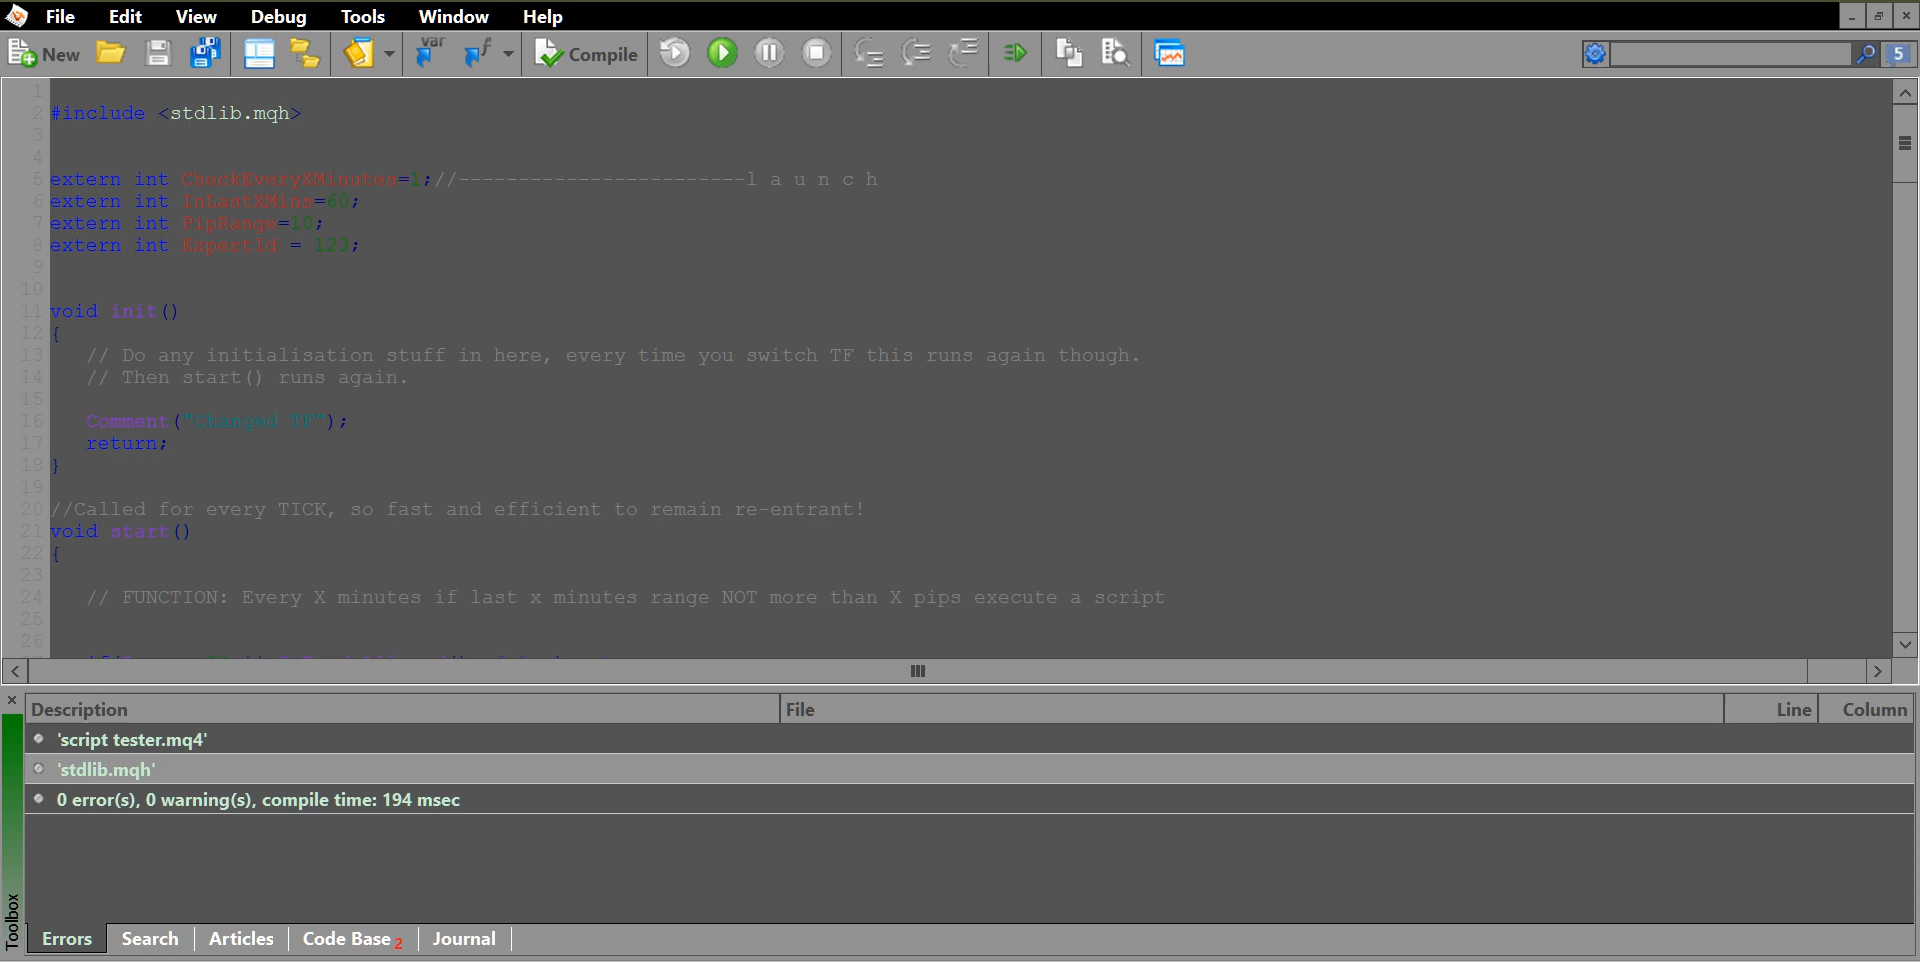 File Edit View Debug Tools Window Help
New var f Compile 5
1
2 #include <stdlib.mqh>
3
4
5 extern int CheckEveryXMinutes=1;//------------------------l a u n c h
6 extern int InLastXMins=60;
7 extern int PipRange=10;
8 extern int ExpertId = 123;
9
10
11 void init()
12 {
13 // Do any initialisation stuff in here, every time you switch TF this runs again though.
14 // Then start() runs again.
15
16 Comment("Changed TF");
17 return;
18 }
19
20 //Called for every TICK, so fast and efficient to remain re-entrant!
21 void start()
22 {
23
24 // FUNCTION: Every X minutes if last x minutes range NOT more than X pips execute a script
25
26
Description File Line Column
'script tester.mq4'
'stdlib.mqh'
0 error(s), 0 warning(s), compile time: 194 msec
Toolbox
Errors Search Articles Code Base 2 Journal